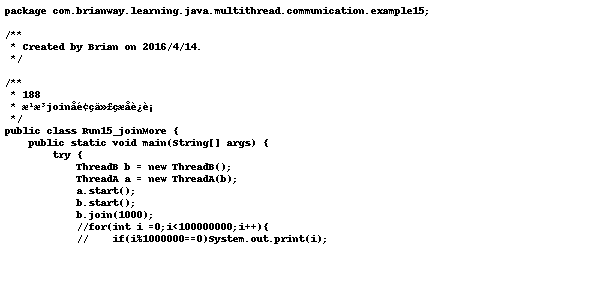 package com.brianway.learning.java.multithread.communication.example15;
/**
 * Created by Brian on 2016/4/14.
 */
/**
 * 188
 * æ¹æ³joinåé¢çä»£ç æåè¿è¡
 */
public class Run15_joinMore {
    public static void main(String[] args) {
        try {
            ThreadB b = new ThreadB();
            ThreadA a = new ThreadA(b);
            a.start();
            b.start();
            b.join(1000);
            //for(int i =0;i<100000000;i++){
            //    if(i%1000000==0)System.out.print(i);